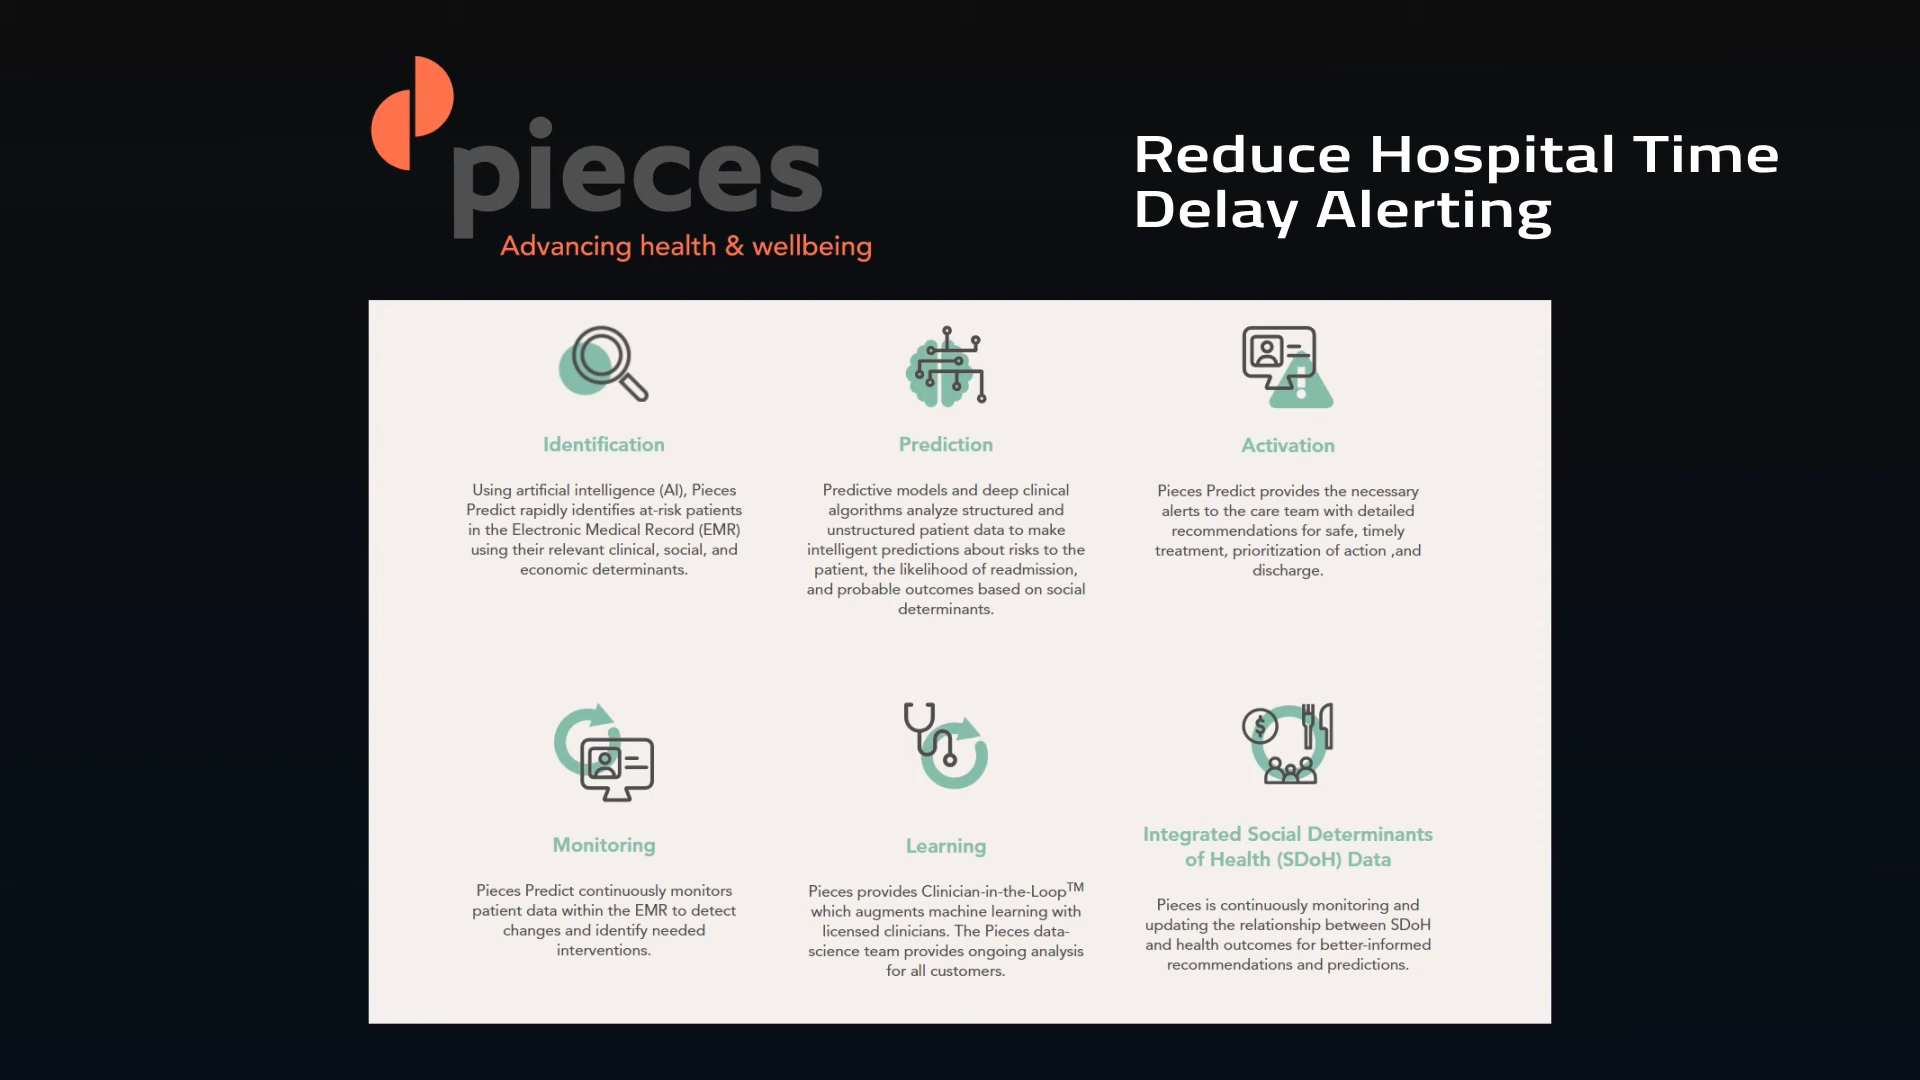 pieces
Advancing health & wellbeing
Reduce Hospital Time
Delay Alerting
Identification
Using artificial intelligence (AI), Pieces
Predict rapidly identifies at-risk patients
in the Electronic Medical Record (EMR)
using their relevant clinical, social, and
economic determinants.
Prediction
Predictive models and deep clinical
algorithms analyze structured and
unstructured patient data to make
intelligent predictions about risks to the
patient, the likelihood of readmission,
and probable outcomes based on social
determinants.
Activation
Pieces Predict provides the necessary
alerts to the care team with detailed
recommendations for safe, timely
treatment, prioritization of action ,and
discharge.
Monitoring
Pieces Predict continuously monitors
patient data within the EMR to detect
changes and identify needed
interventions.
Learning
Pieces provides Clinician-in-the-Loop™
which augments machine learning with
licensed clinicians. The Pieces data-
science team provides ongoing analysis
for all customers.
Integrated Social Determinants
of Health (SDoH) Data
Pieces is continuously monitoring and
updating the relationship between SDoH
and health outcomes for better-informed
recommendations and predictions.